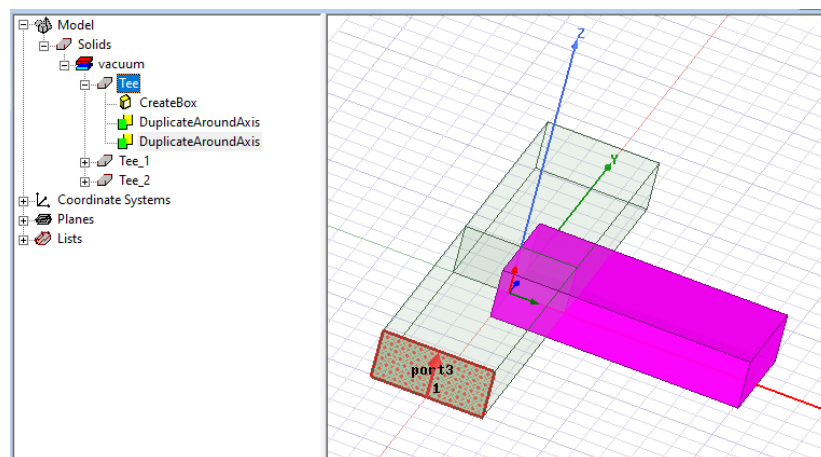 Model
Solids
vacuum
Tee
CreateBox
DuplicateAroundAxis
DuplicateAroundAxis
Tee_1
Tee_2
Coordinate Systems
Planes
Lists
Z
Y
port3
1